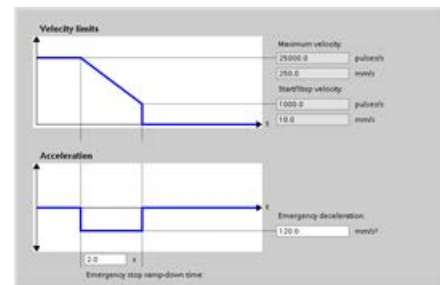 Velocity limits
Maximum velocity:
25000.0 pulses/s
250.0 mm/s
Start/Stop velocity:
1000.0 pulses/s
10.0 mm/s
t
Acceleration
t
Emergency deceleration:
120.0 mm/s²
2.0 s
Emergency stop ramp-down time: